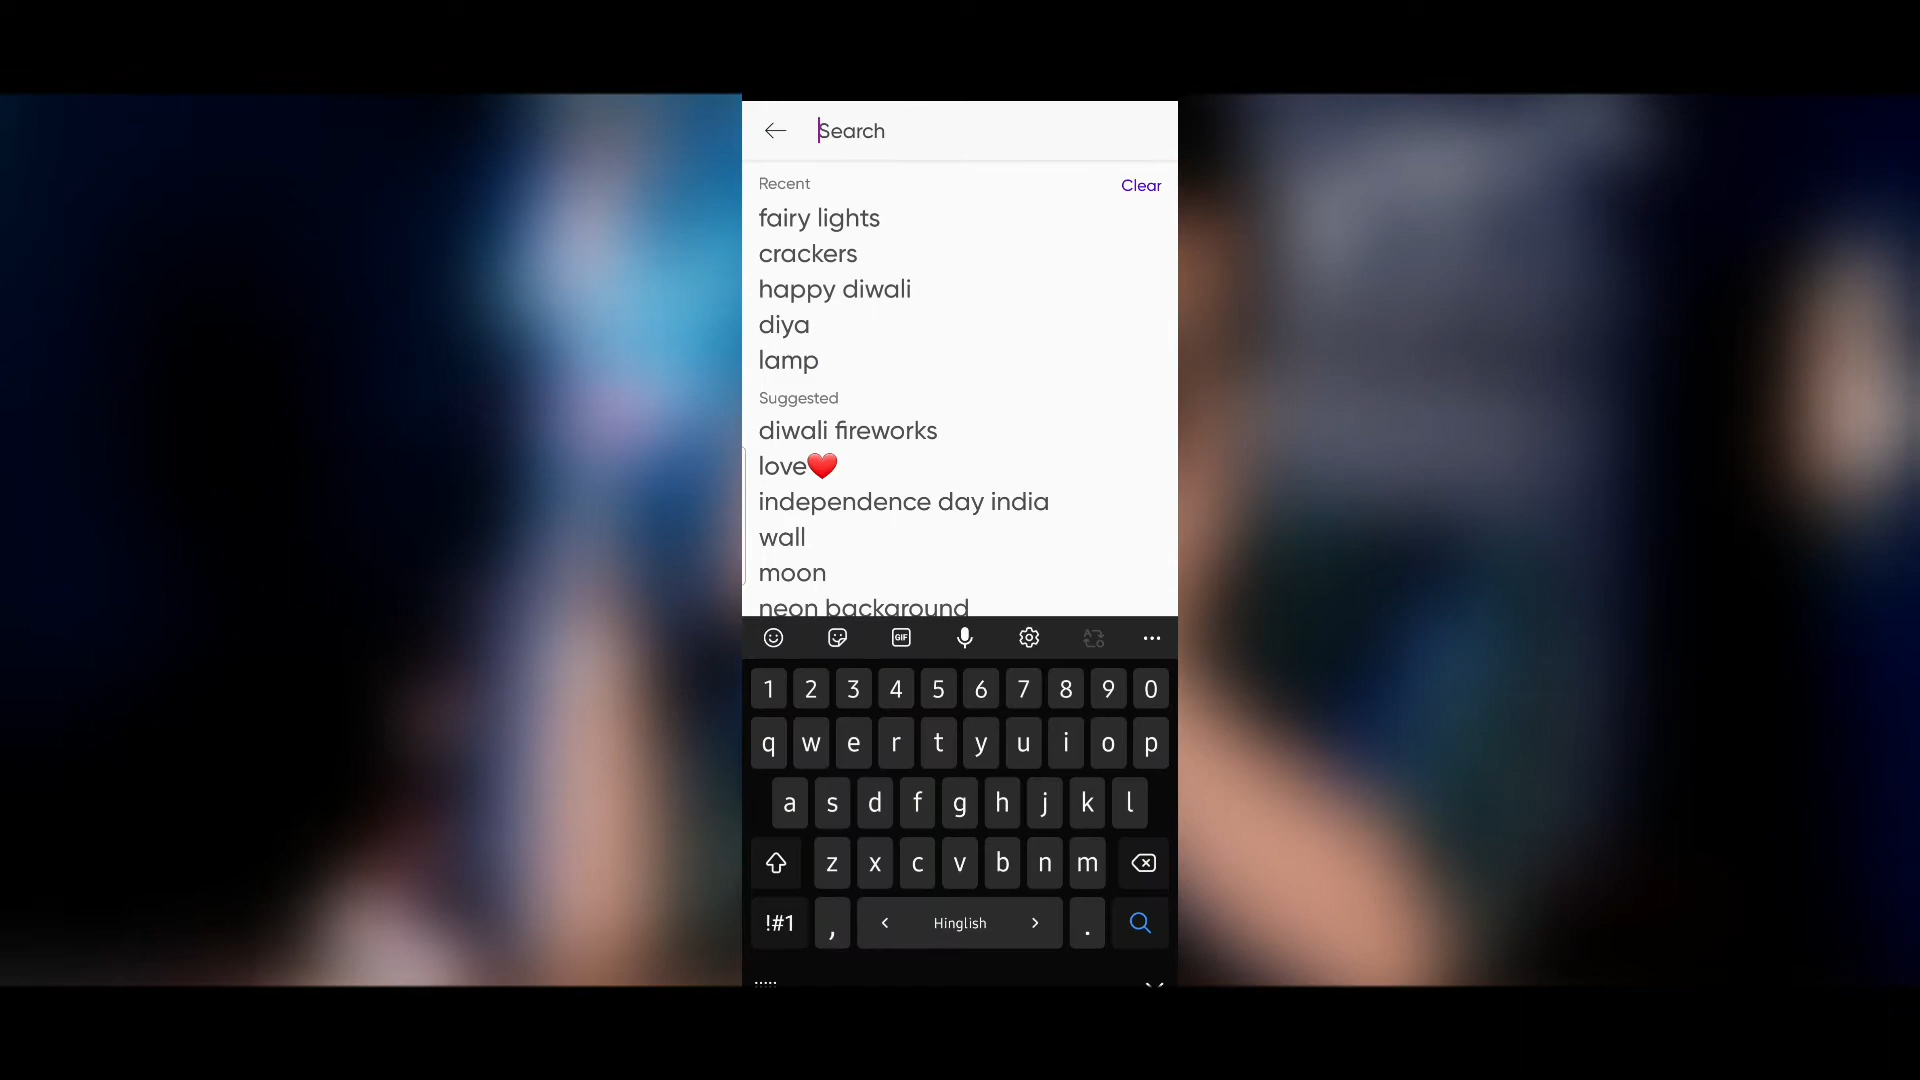 Search
Recent Clear
fairy lights
crackers
happy diwali
diya
lamp
Suggested
diwali fireworks
love❤️
independence day india
wall
moon
neon background
GIF
1 2 3 4 5 6 7 8 9 0
q w e r t y u i o p
a s d f g h j k l
z x c v b n m
!#1 , < Hinglish > .